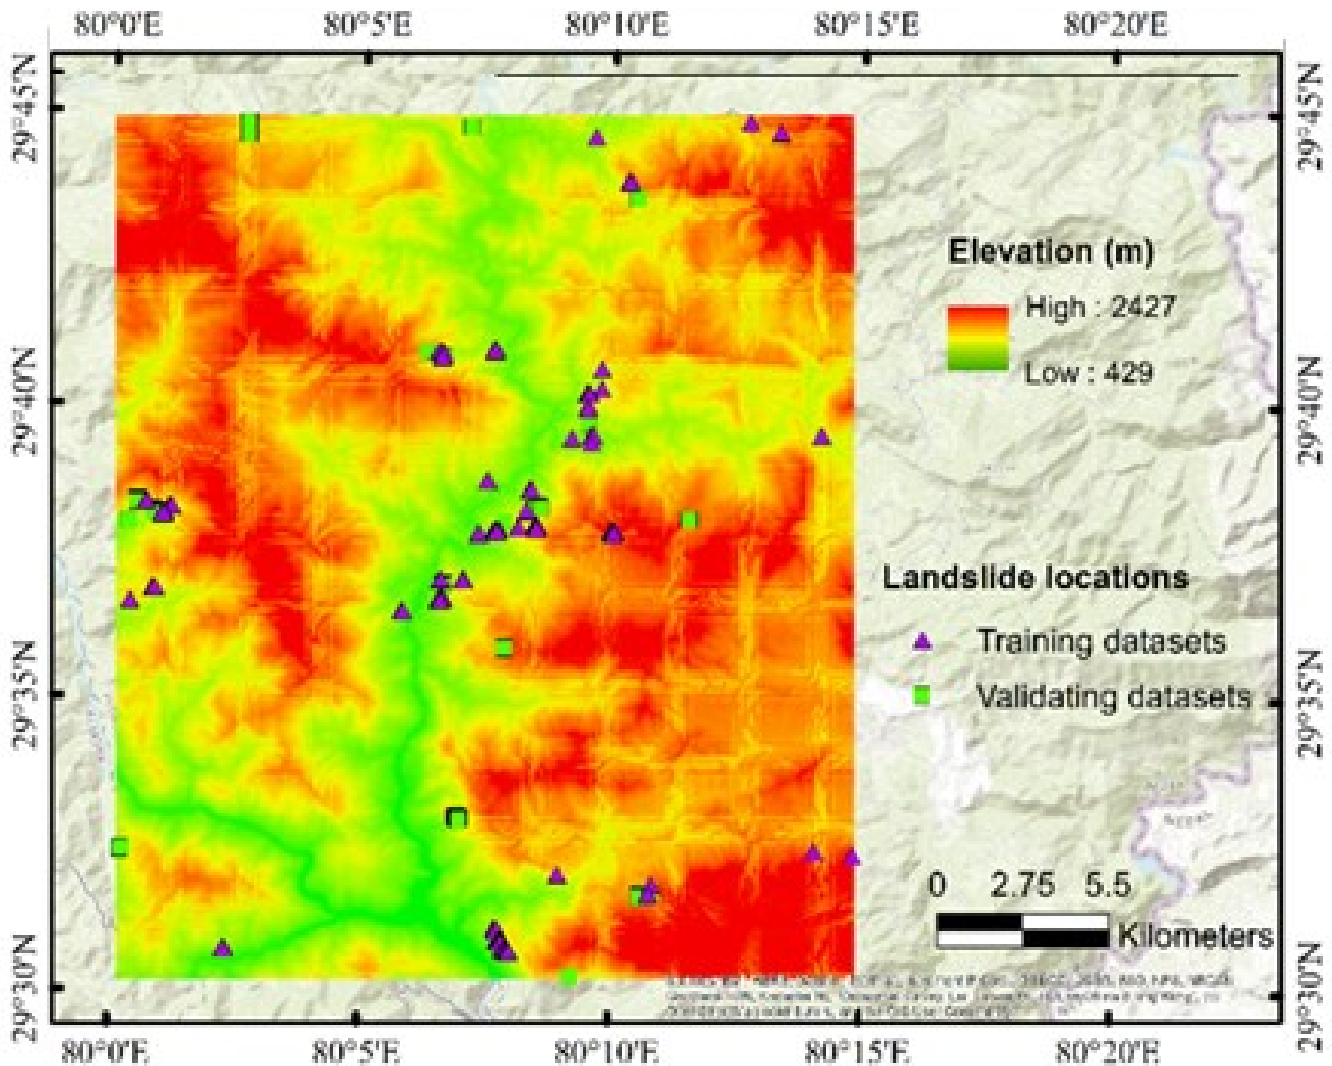 80°0'E 80°5'E 80°10'E 80°15'E 80°20'E
29°45'N
29°45'N
Elevation (m)
High : 2427
Low : 429
29°40'N
29°40'N
Landslide locations
Training datasets
Validating datasets
29°35'N
29°35'N
0 2.75 5.5
Kilometers
29°30'N
29°30'N
80°0'E 80°5'E 80°10'E 80°15'E 80°20'E